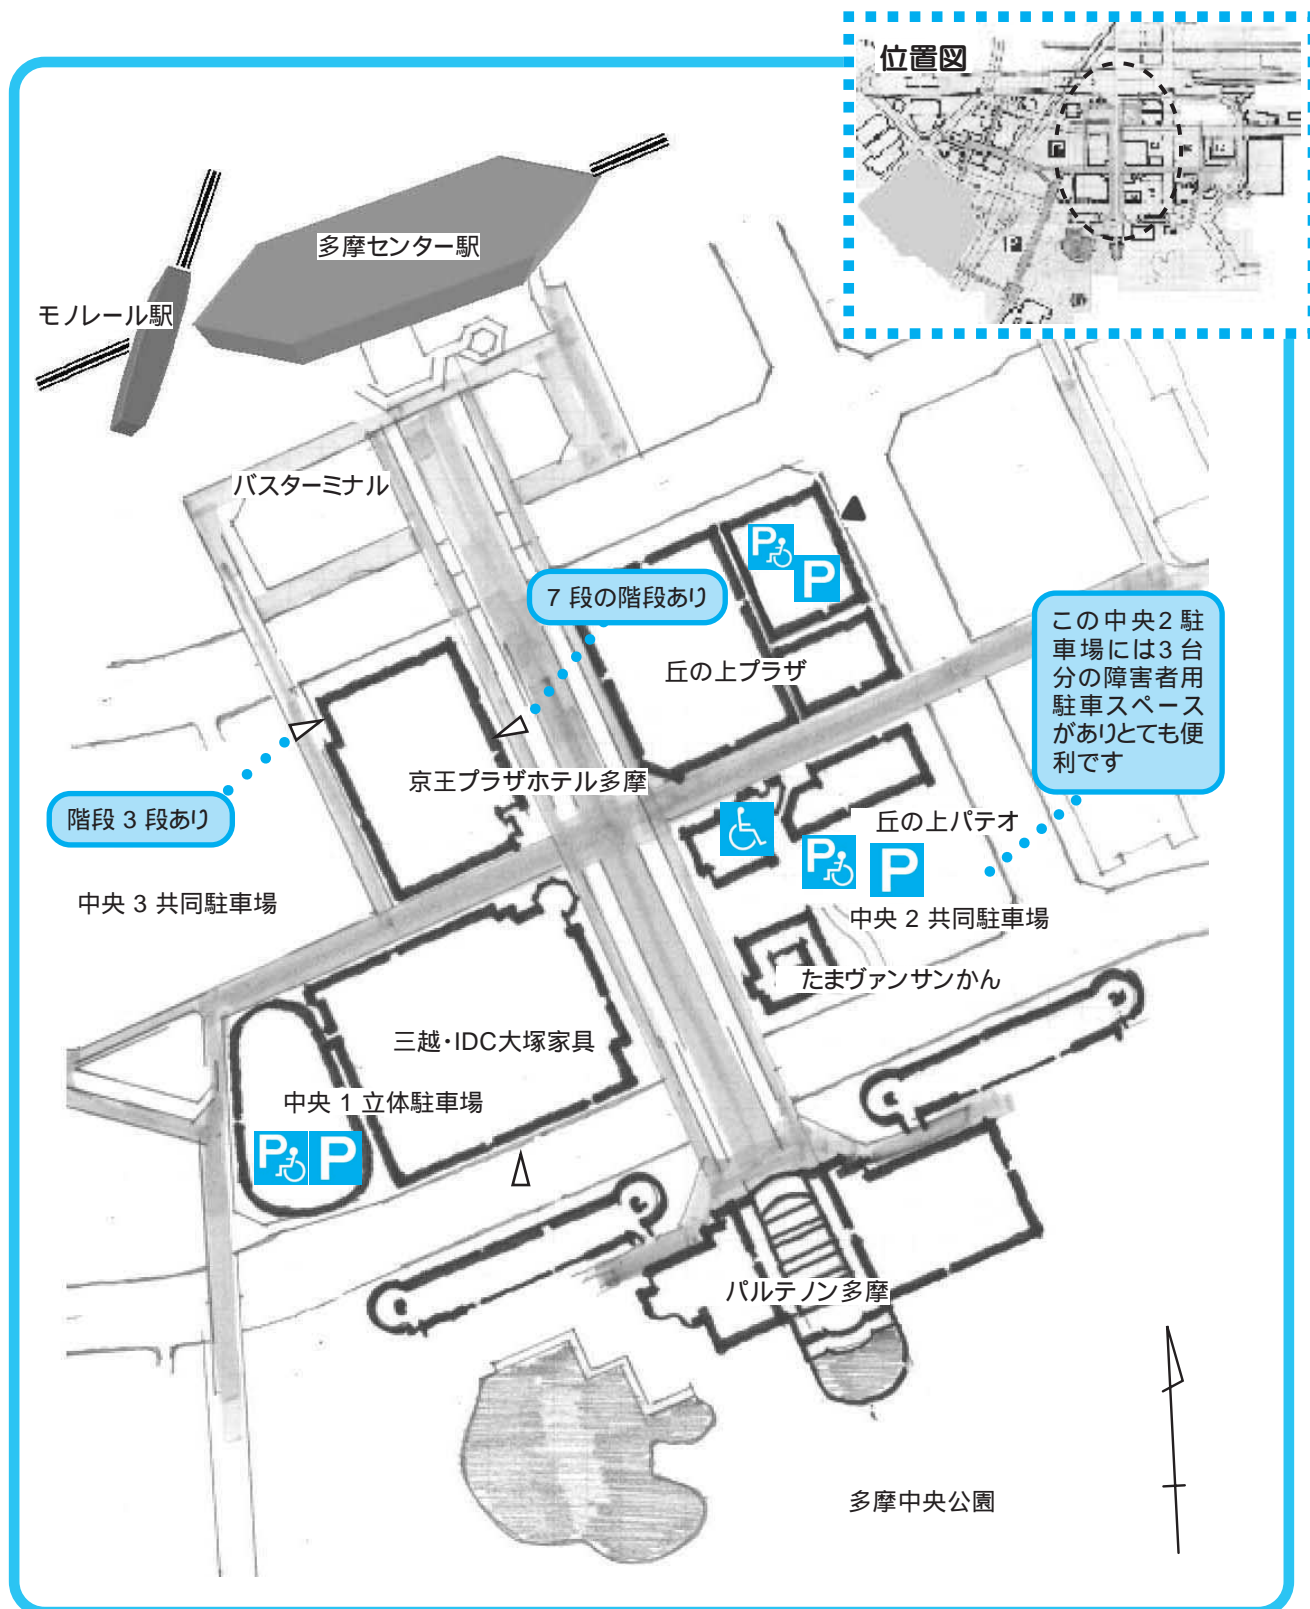 位置図
多摩センター駅
モノレール駅
バスターミナル
P
P
7 段の階段あり
この中央2 駐
車場には3 台
分の障害者用
駐車スペース
がありとても便
利です
丘の上プラザ
京王プラザホテル多摩
階段 3 段あり
丘の上パテオ
P
P
中央 3 共同駐車場
中央 2 共同駐車場
たまヴァンサンかん
三越・IDC大塚家具
中央 1 立体駐車場
P
P
パルテノン多摩
多摩中央公園